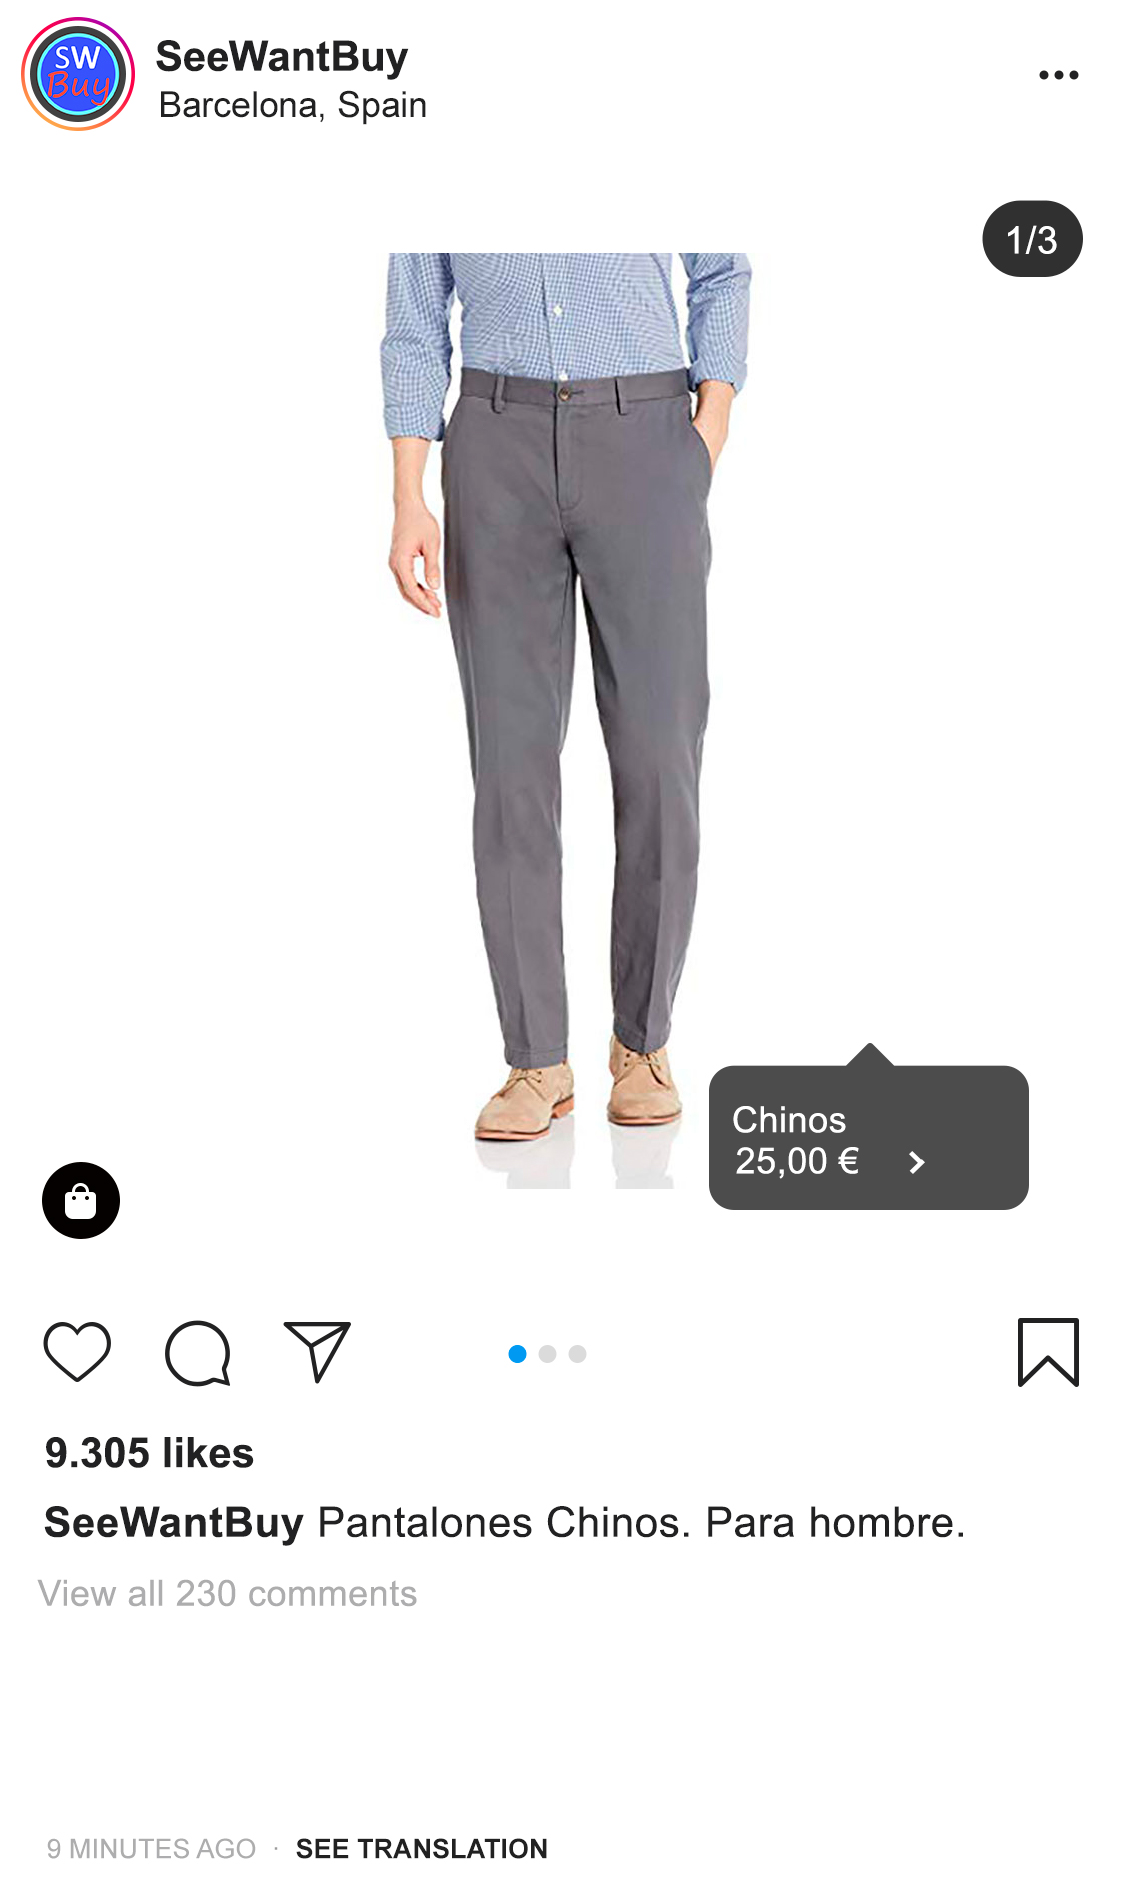 SW
Buy
SeeWantBuy
Barcelona, Spain
1/3
Chinos
25,00 €
9.305 likes
SeeWantBuy Pantalones Chinos. Para hombre.
View all 230 comments
9 MINUTES AGO · SEE TRANSLATION